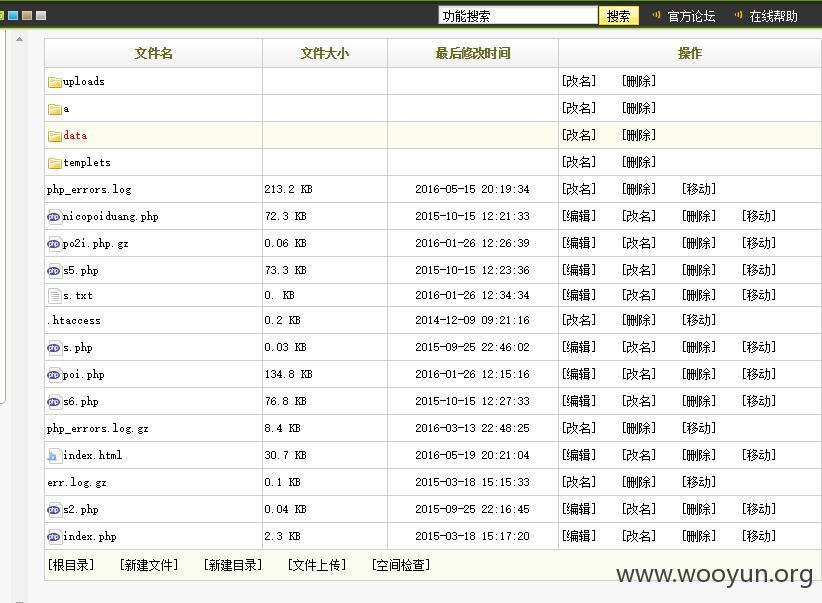 功能搜索 搜索 官方论坛 在线帮助
文件名 文件大小 最后修改时间 操作
uploads [改名] [删除]
a [改名] [删除]
data [改名] [删除]
templets [改名] [删除]
php_errors.log 213.2 KB 2016-05-15 20:19:34 [改名] [删除] [移动]
nicopoiduang.php 72.3 KB 2015-10-15 12:21:33 [编辑] [改名] [删除] [移动]
po2i.php.gz 0.06 KB 2016-01-26 12:26:39 [编辑] [改名] [删除] [移动]
s5.php 73.3 KB 2015-10-15 12:23:36 [编辑] [改名] [删除] [移动]
s.txt 0. KB 2016-01-26 12:34:34 [编辑] [改名] [删除] [移动]
.htaccess 0.2 KB 2014-12-09 09:21:16 [改名] [删除] [移动]
s.php 0.03 KB 2015-09-25 22:46:02 [编辑] [改名] [删除] [移动]
poi.php 134.8 KB 2016-01-26 12:15:16 [编辑] [改名] [删除] [移动]
s6.php 76.8 KB 2015-10-15 12:27:33 [编辑] [改名] [删除] [移动]
php_errors.log.gz 8.4 KB 2016-03-13 22:48:25 [改名] [删除] [移动]
index.html 30.7 KB 2016-05-19 20:21:04 [编辑] [改名] [删除] [移动]
err.log.gz 0.1 KB 2015-03-18 15:15:33 [改名] [删除] [移动]
s2.php 0.04 KB 2015-09-25 22:16:45 [编辑] [改名] [删除] [移动]
index.php 2.3 KB 2015-03-18 15:17:20 [编辑] [改名] [删除] [移动]
[根目录] [新建文件] [新建目录] [文件上传] [空间检查]
www.wooyun.org